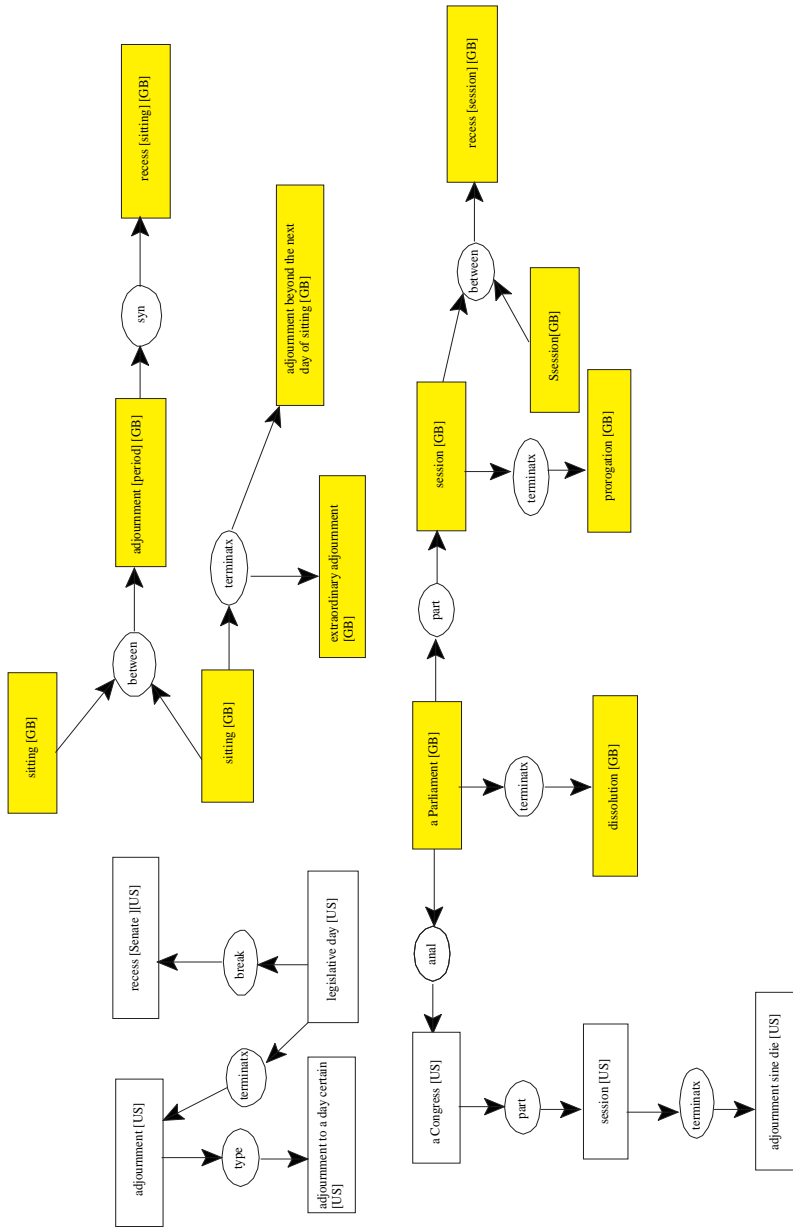 sitting [GB]
adjournment [US]
recess [Senate ][US]
between
adjournment [period] [GB]
syn
recess [sitting] [GB]
type
terminatx
break
sitting [GB]
terminatx
adjournment beyond the next
day of sitting [GB]
adjournment to a day certain
[US]
legislative day [US]
extraordinary adjournment
[GB]
a Congress [US]
anal
a Parliament [GB]
part
session [GB]
between
recess [session] [GB]
part
terminatx
terminatx
Ssession[GB]
session [US]
dissolution [GB]
prorogation [GB]
terminatx
adjournment sine die [US]